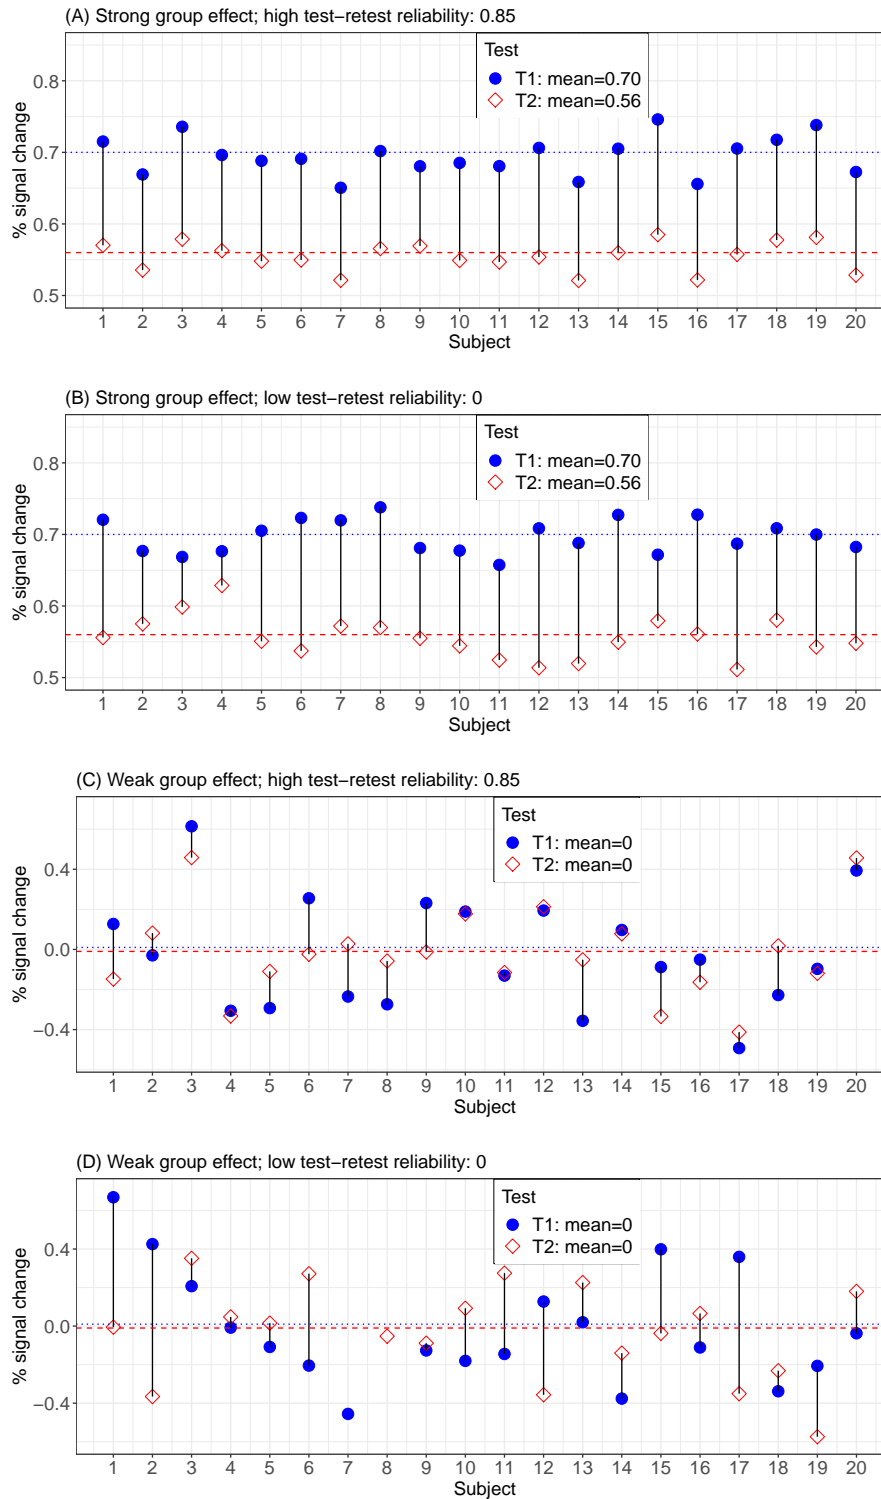 (A) Strong group effect; high test−retest reliability: 0.85
Test
T1: mean=0.70
T2: mean=0.56
% signal change
0.8
0.7
0.6
0.5
1 2 3 4 5 6 7 8 9 10 11 12 13 14 15 16 17 18 19 20
Subject
(B) Strong group effect; low test−retest reliability: 0
Test
T1: mean=0.70
T2: mean=0.56
% signal change
0.8
0.7
0.6
0.5
1 2 3 4 5 6 7 8 9 10 11 12 13 14 15 16 17 18 19 20
Subject
(C) Weak group effect; high test−retest reliability: 0.85
Test
T1: mean=0
T2: mean=0
% signal change
0.4
0.0
−0.4
1 2 3 4 5 6 7 8 9 10 11 12 13 14 15 16 17 18 19 20
Subject
(D) Weak group effect; low test−retest reliability: 0
Test
T1: mean=0
T2: mean=0
% signal change
0.4
0.0
−0.4
1 2 3 4 5 6 7 8 9 10 11 12 13 14 15 16 17 18 19 20
Subject